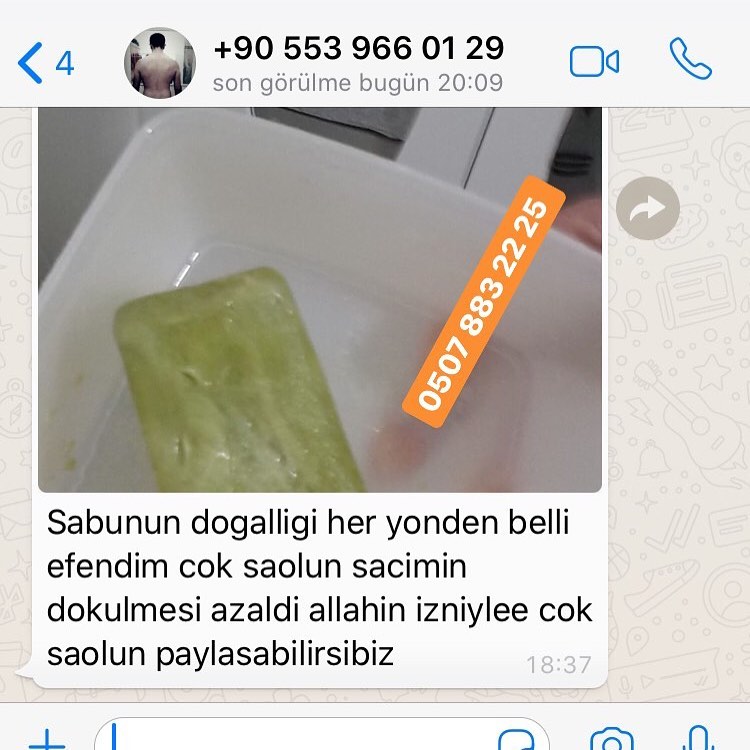 4
+90 553 966 01 29
son görülme bugün 20:09
0507 883 22 25
Sabunun dogalligi her yonden belli
efendim cok saolun sacimin
dokulmesi azaldi allahin izniylee cok
saolun paylasabilirsibiz
18:37